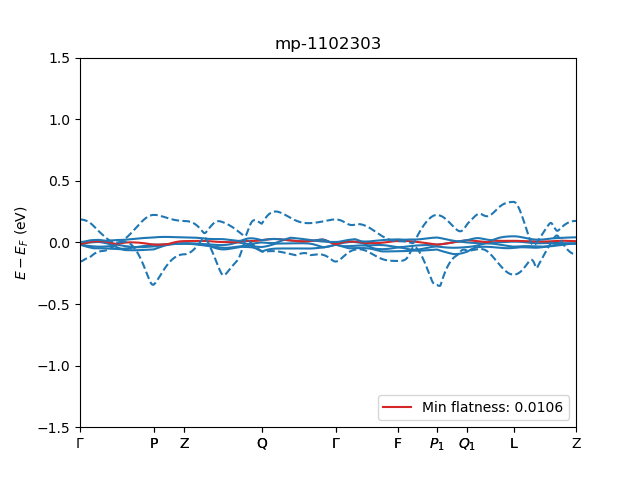 mp-1102303
E − E_F (eV)
1.5
1.0
0.5
0.0
−0.5
−1.0
−1.5
Min flatness: 0.0106
Γ P Z Q Γ F P₁ Q₁ L Z